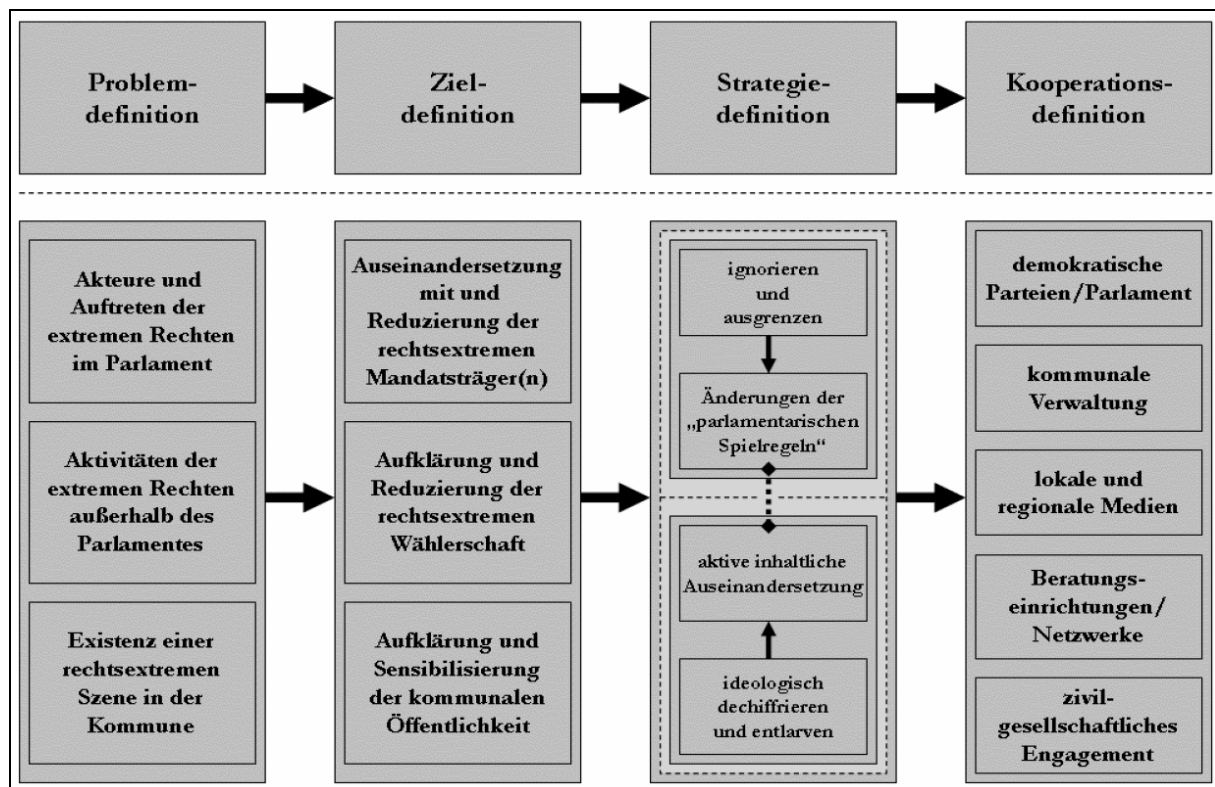 Problem-
definition
Ziel-
definition
Strategie-
definition
Kooperations-
definition
Akteure und
Auftreten der
extremen Rechten
im Parlament
Aktivitäten der
extremen Rechten
außerhalb des
Parlamentes
Existenz einer
rechtsextremen
Szene in der
Kommune
Auseinandersetzung
mit und
Reduzierung der
rechtsextremen
Mandatsträger(n)
Aufklärung und
Reduzierung der
rechtsextremen
Wählerschaft
Aufklärung und
Sensibilisierung
der kommunalen
Öffentlichkeit
ignorieren
und
ausgrenzen
Änderungen der
„parlamentarischen
Spielregeln“
aktive inhaltliche
Auseinandersetzung
ideologisch
dechiffrieren
und entlarven
demokratische
Parteien/Parlament
kommunale
Verwaltung
lokale und
regionale Medien
Beratungs-
einrichtungen/
Netzwerke
zivil-
gesellschaftliches
Engagement